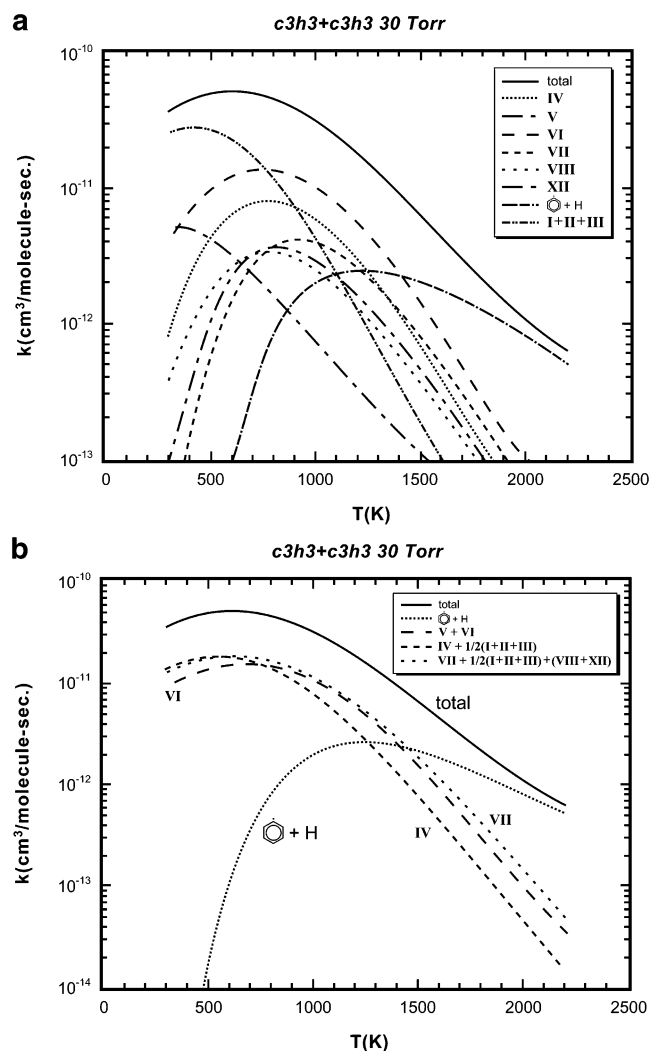 a
c3h3+c3h3 30 Torr
k(cm³/molecule-sec.)
10⁻¹⁰
10⁻¹¹
10⁻¹²
10⁻¹³
total
IV
V
VI
VII
VIII
XII
+ H
I+II+III
0 500 1000 1500 2000 2500
T(K)
b
c3h3+c3h3 30 Torr
k(cm³/molecule-sec.)
10⁻¹⁰
10⁻¹¹
10⁻¹²
10⁻¹³
10⁻¹⁴
total
+ H
V + VI
IV + 1/2(I+II+III)
VII + 1/2(I+II+III)+(VIII+XII)
total
VI
+ H
IV
VII
0 500 1000 1500 2000 2500
T(K)